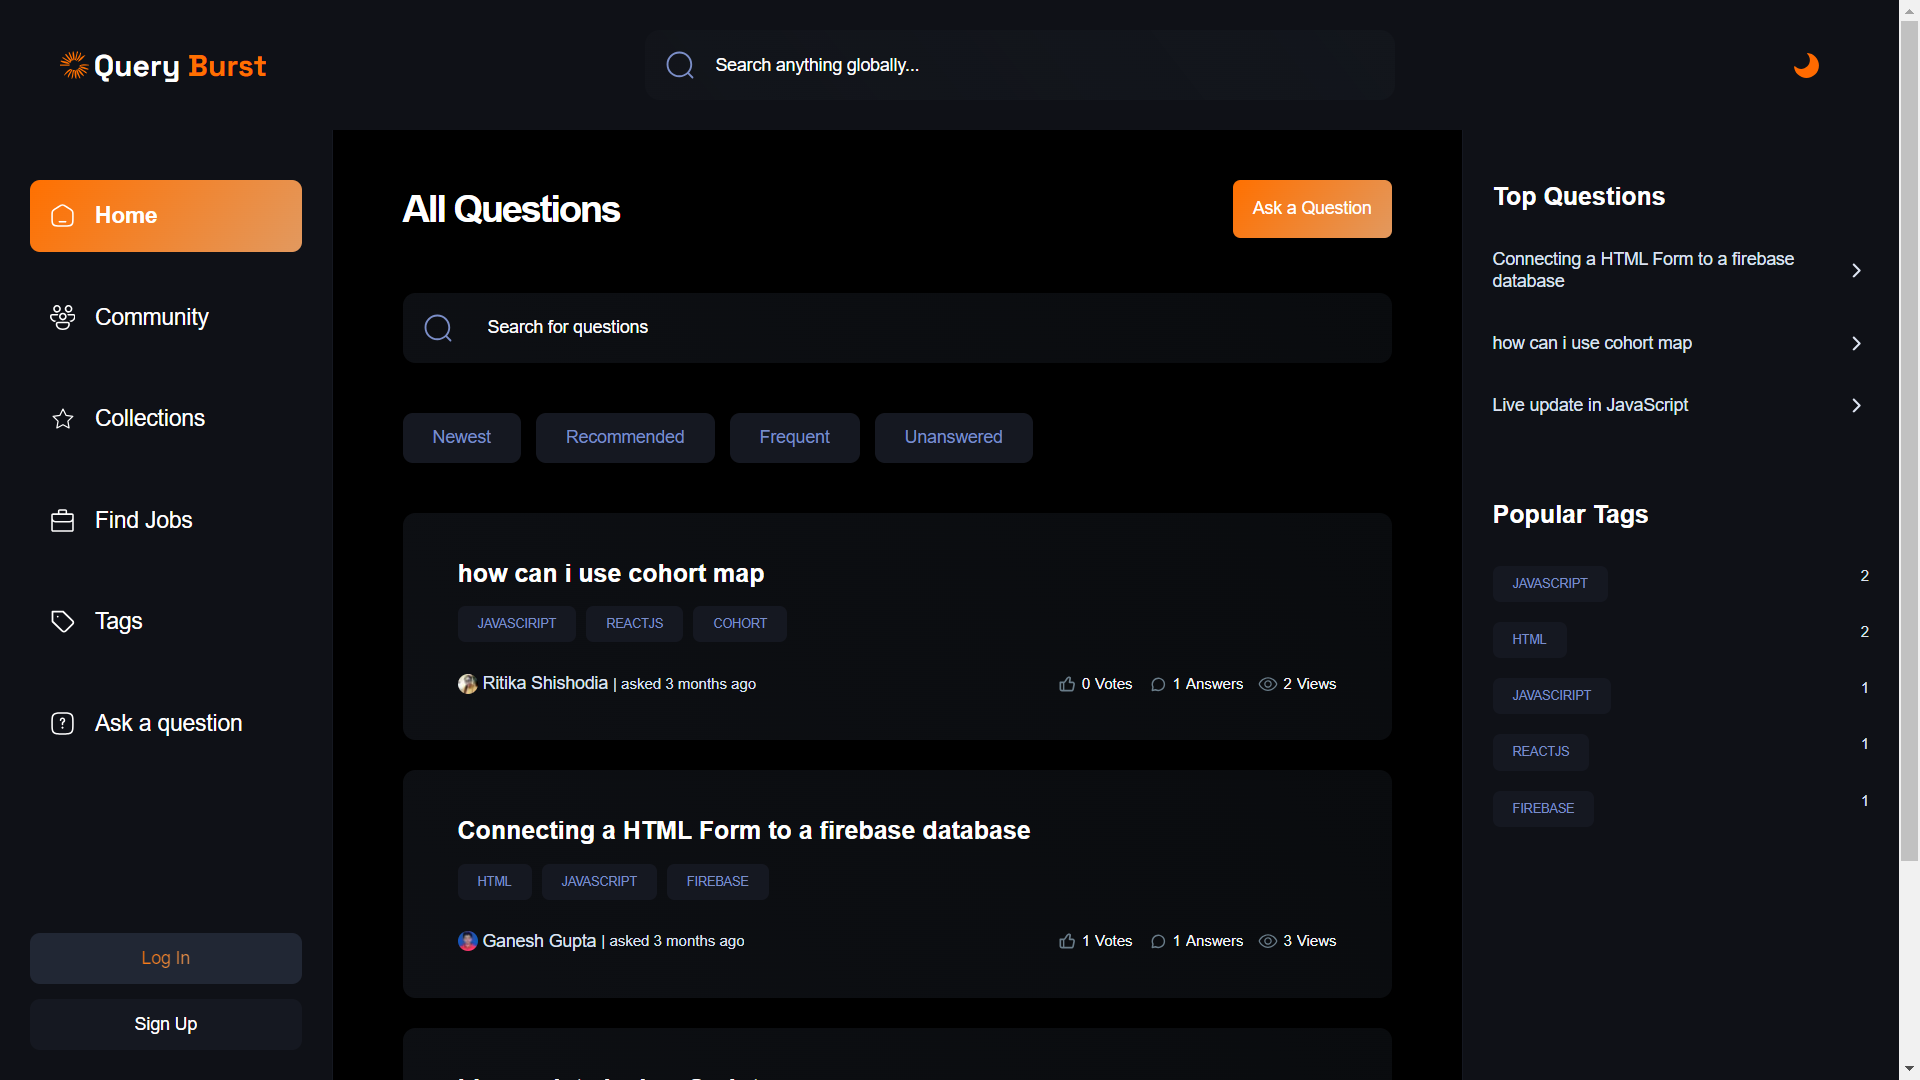 Query Burst
Search anything globally...
Home
Community
Collections
Find Jobs
Tags
Ask a question
Log In
Sign Up
All Questions
Ask a Question
Search for questions
Newest
Recommended
Frequent
Unanswered
how can i use cohort map
JAVASCIRIPT
REACTJS
COHORT
Ritika Shishodia | asked 3 months ago
0 Votes
1 Answers
2 Views
Connecting a HTML Form to a firebase database
HTML
JAVASCRIPT
FIREBASE
Ganesh Gupta | asked 3 months ago
1 Votes
1 Answers
3 Views
Top Questions
Connecting a HTML Form to a firebase
database
how can i use cohort map
Live update in JavaScript
Popular Tags
JAVASCRIPT 2
HTML 2
JAVASCIRIPT 1
REACTJS 1
FIREBASE 1